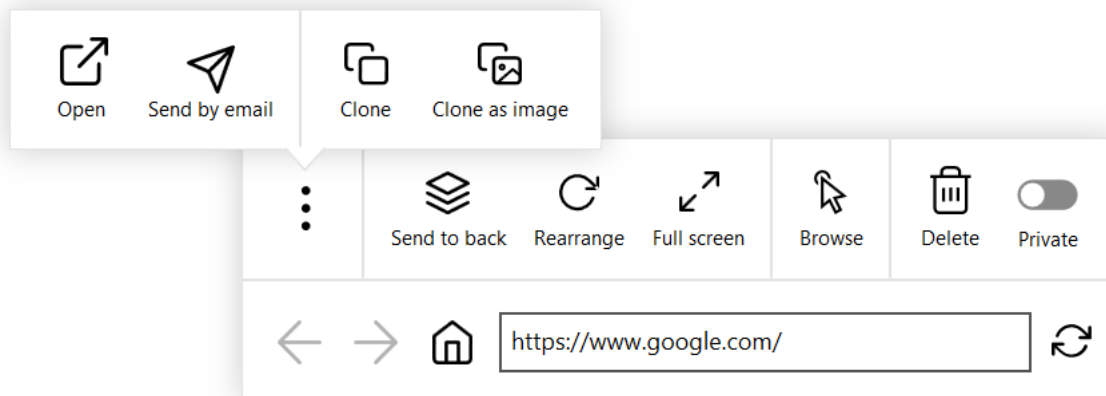 Open Send by email Clone Clone as image
Send to back Rearrange Full screen Browse Delete Private
https://www.google.com/